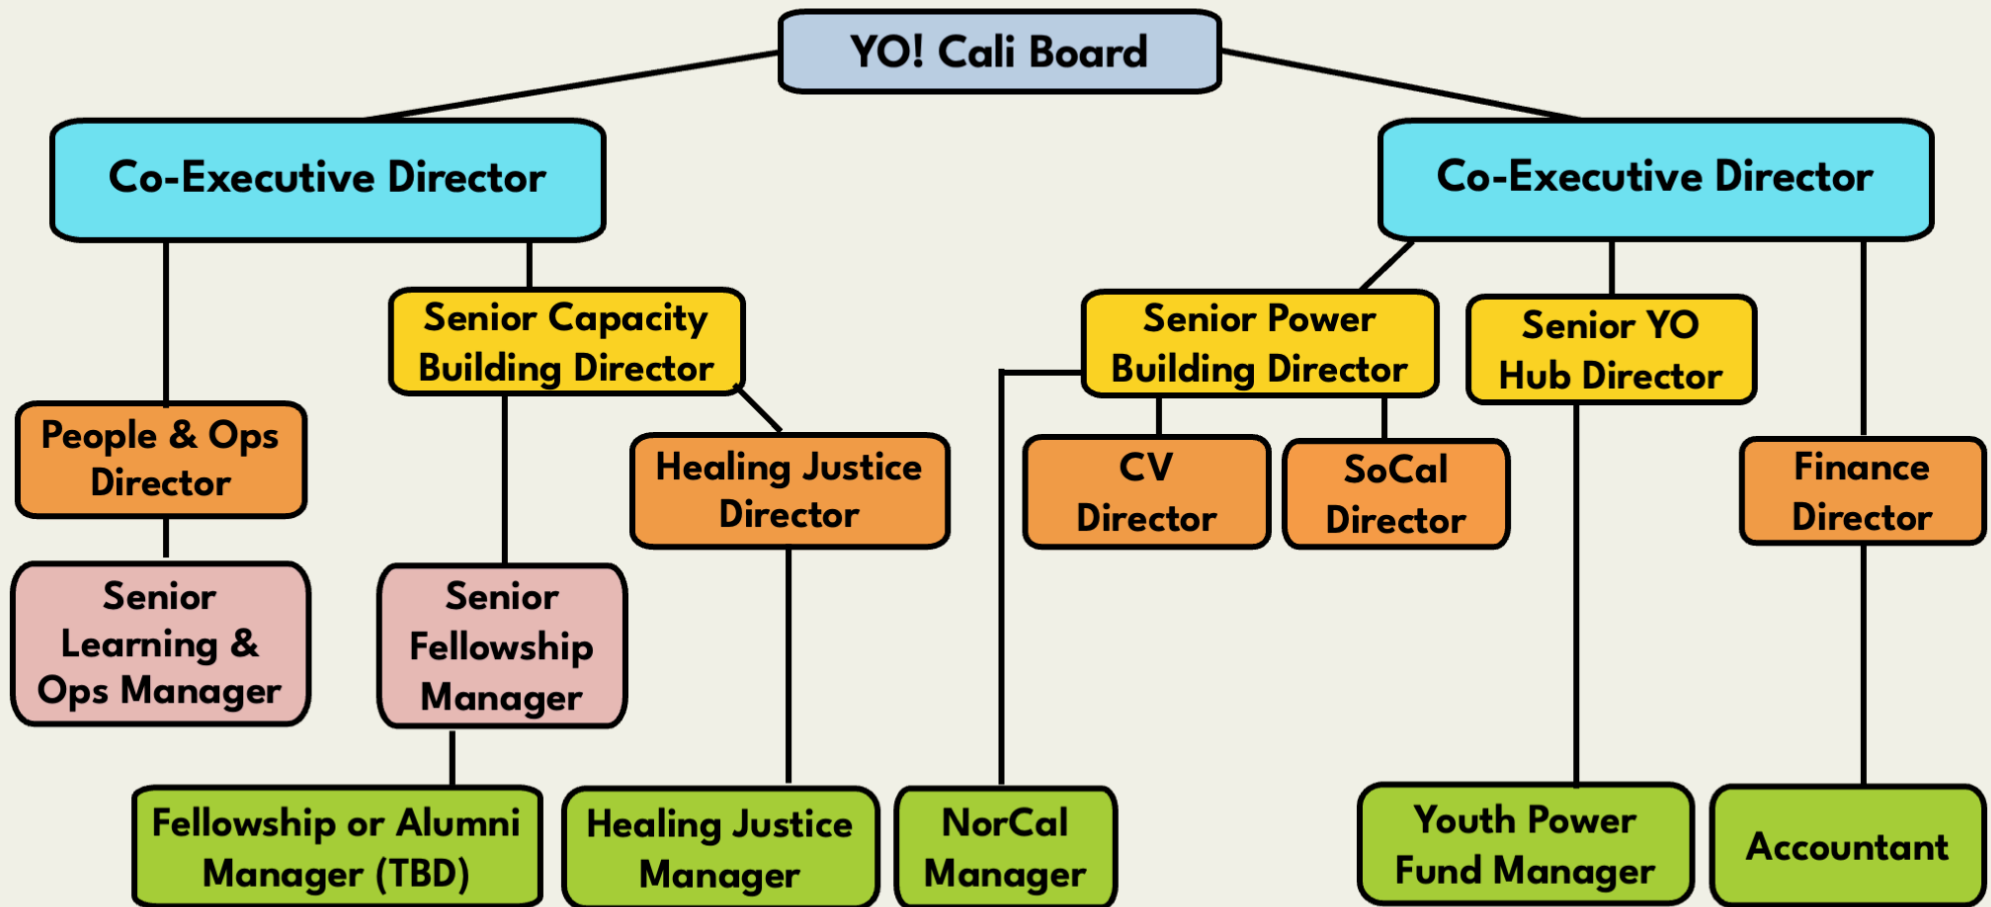 YO! Cali Board
Co-Executive Director
Co-Executive Director
Senior Capacity
Building Director
Senior Power
Building Director
Senior YO
Hub Director
People & Ops
Director
Healing Justice
Director
CV
Director
SoCal
Director
Finance
Director
Senior
Learning &
Ops Manager
Senior
Fellowship
Manager
Fellowship or Alumni
Manager (TBD)
Healing Justice
Manager
NorCal
Manager
Youth Power
Fund Manager
Accountant